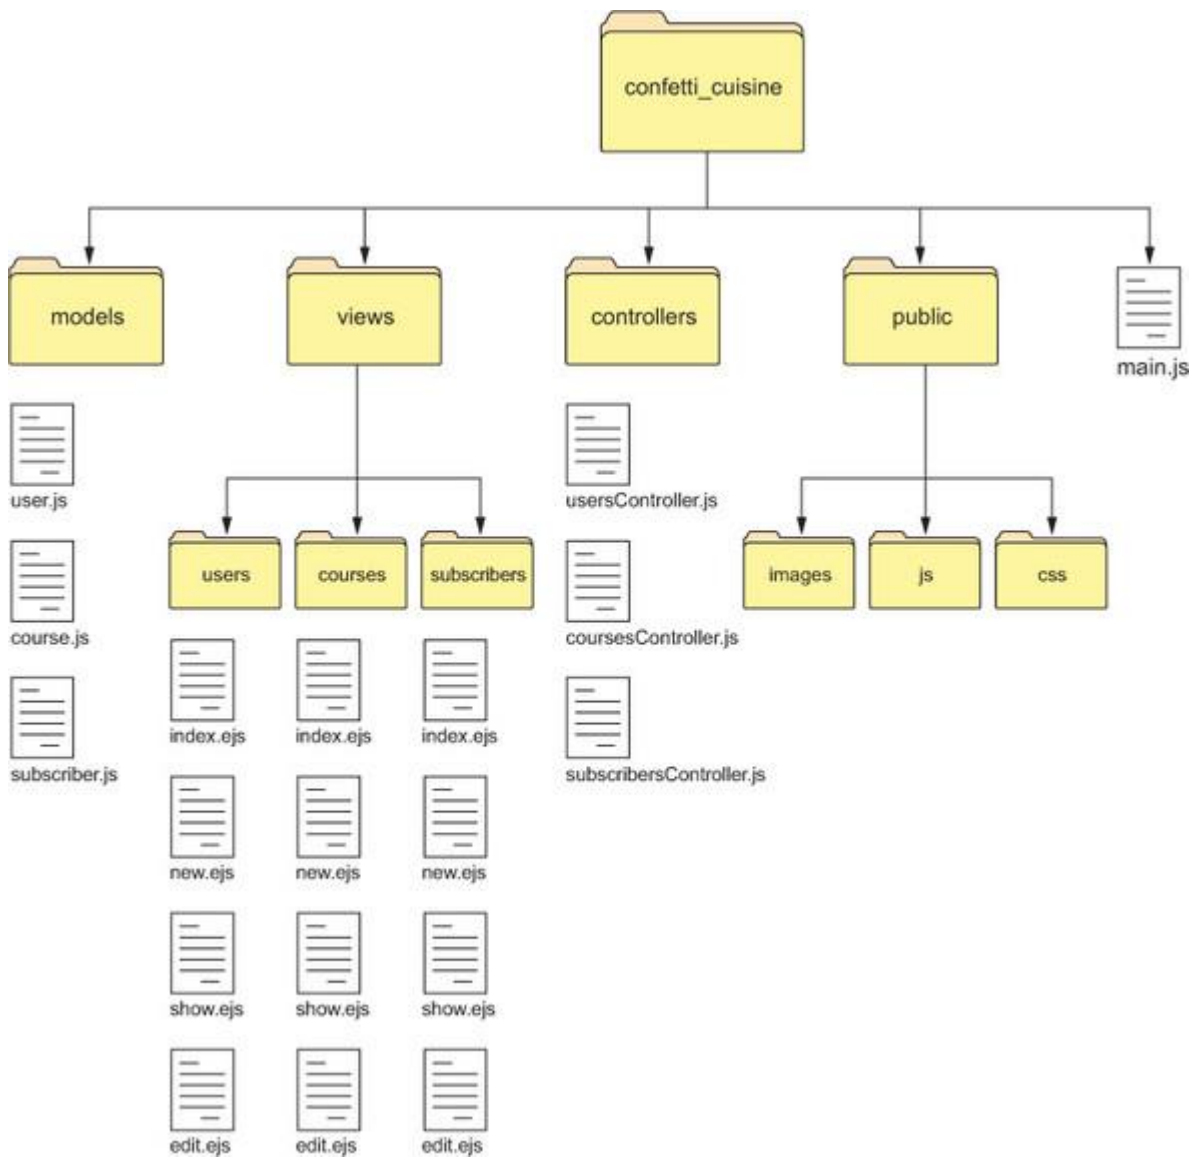 confetti_cuisine
models
views
controllers
public
main.js
user.js
usersController.js
users
courses
subscribers
images
js
css
course.js
coursesController.js
index.ejs
index.ejs
index.ejs
subscriber.js
subscribersController.js
new.ejs
new.ejs
new.ejs
show.ejs
show.ejs
show.ejs
edit.ejs
edit.ejs
edit.ejs